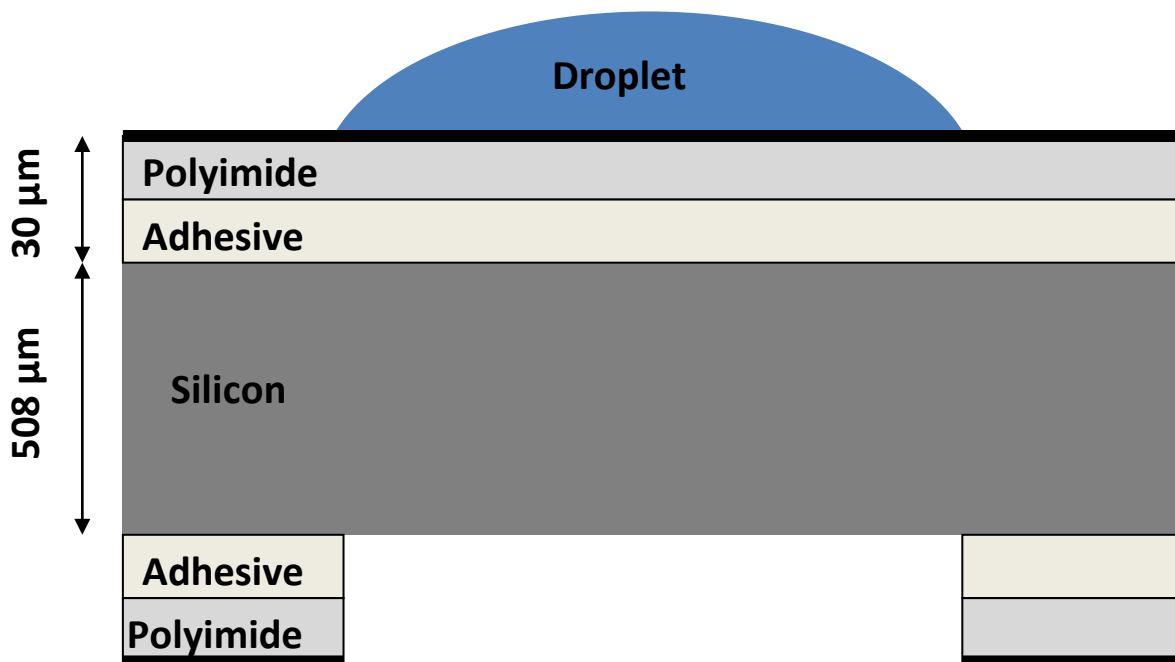 Droplet
30 µm
Polyimide
Adhesive
508 µm
Silicon
Adhesive
Polyimide